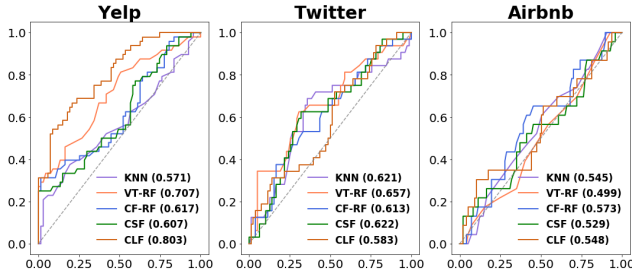 Yelp
1.0
0.8
0.6
0.4
0.2
0.0
KNN (0.571)
VT-RF (0.707)
CF-RF (0.617)
CSF (0.607)
CLF (0.803)
0.00 0.25 0.50 0.75 1.00
Twitter
1.0
0.8
0.6
0.4
0.2
0.0
KNN (0.621)
VT-RF (0.657)
CF-RF (0.613)
CSF (0.622)
CLF (0.583)
0.00 0.25 0.50 0.75 1.00
Airbnb
1.0
0.8
0.6
0.4
0.2
0.0
KNN (0.545)
VT-RF (0.499)
CF-RF (0.573)
CSF (0.529)
CLF (0.548)
0.00 0.25 0.50 0.75 1.00